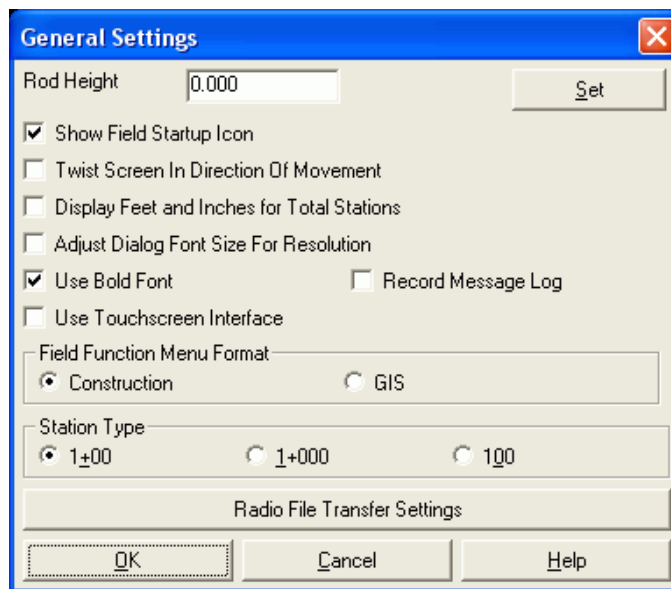 General Settings
Rod Height 0.000 Set
Show Field Startup Icon
Twist Screen In Direction Of Movement
Display Feet and Inches for Total Stations
Adjust Dialog Font Size For Resolution
Use Bold Font Record Message Log
Use Touchscreen Interface
Field Function Menu Format
Construction GIS
Station Type
1+00 1+000 100
Radio File Transfer Settings
OK Cancel Help